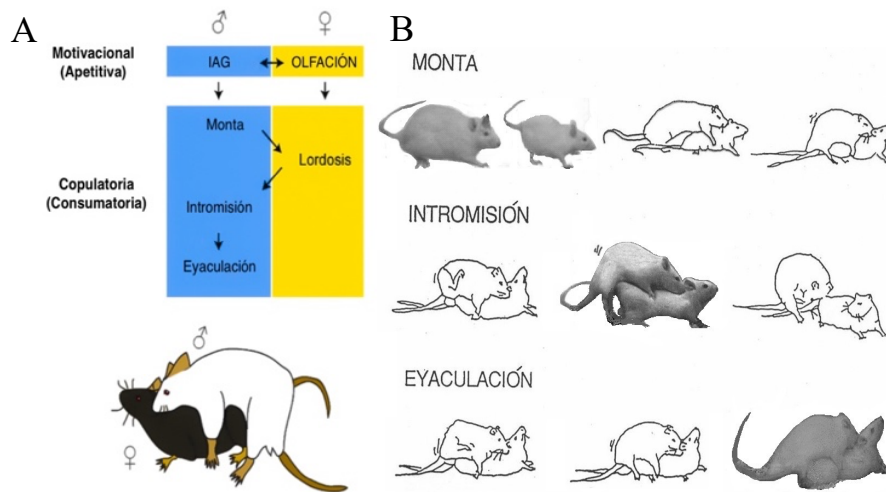 A
♂ ♀
Motivacional
(Apetitiva)
IAG
OLFACIÓN
Monta
Lordosis
Copulatoria
(Consumatoria)
Intromisión
Eyaculación
♂
♀
B
MONTA
INTROMISIÓN
EYACULACIÓN